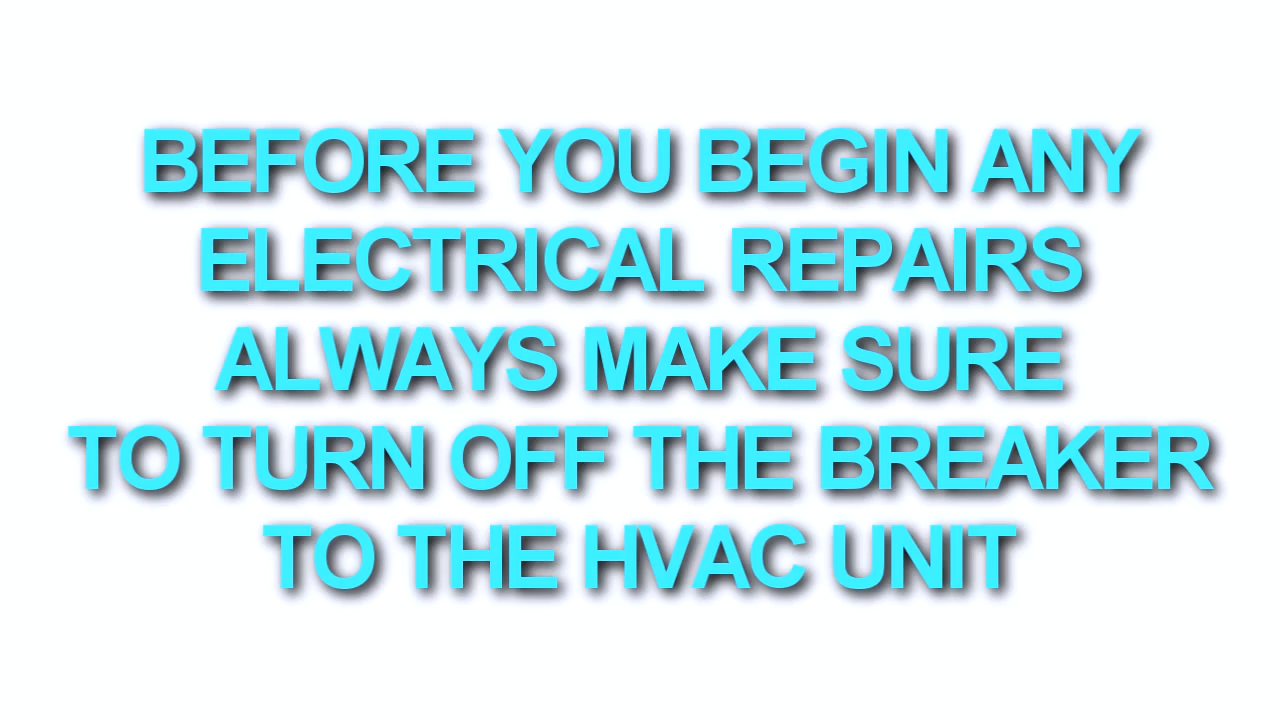 BEFORE YOU BEGIN ANY
ELECTRICAL REPAIRS
ALWAYS MAKE SURE
TO TURN OFF THE BREAKER
TO THE HVAC UNIT